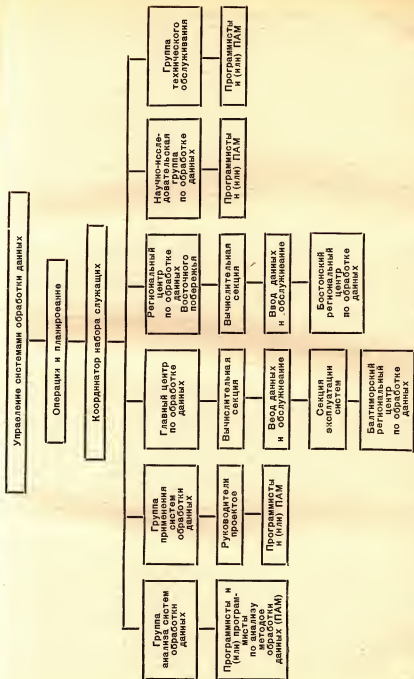 Управление системами обработки данных
Операция и планирование
Координатор набора служащих
Группа
анализа систем
обработки
данных
Программисты и
(или) програм-
мисты
по анализу
методов
обработки
данных (ПАМ)
Группа
применения
систем
обработки
данных
Руководители
проектов
Программисты
и (или) ПАМ
Главный центр
по обработке
данных
Вычислительная
секция
Ввод данных
и обслуживание
Секция
эксплуатации
систем
Балтиморский
региональный
центр
по обработке
данных
Региональный
центр
по обработке
данных
Восточного
побережья
Вычислительная
секция
Ввод данных
и обслуживание
Бостонский
региональный
центр
по обработке
данных
Научно-иссле-
довательская
группа
по обработке
данных
Программисты
и (или) ПАМ
Группа
технического
обслуживания
Программисты
и (или) ПАМ